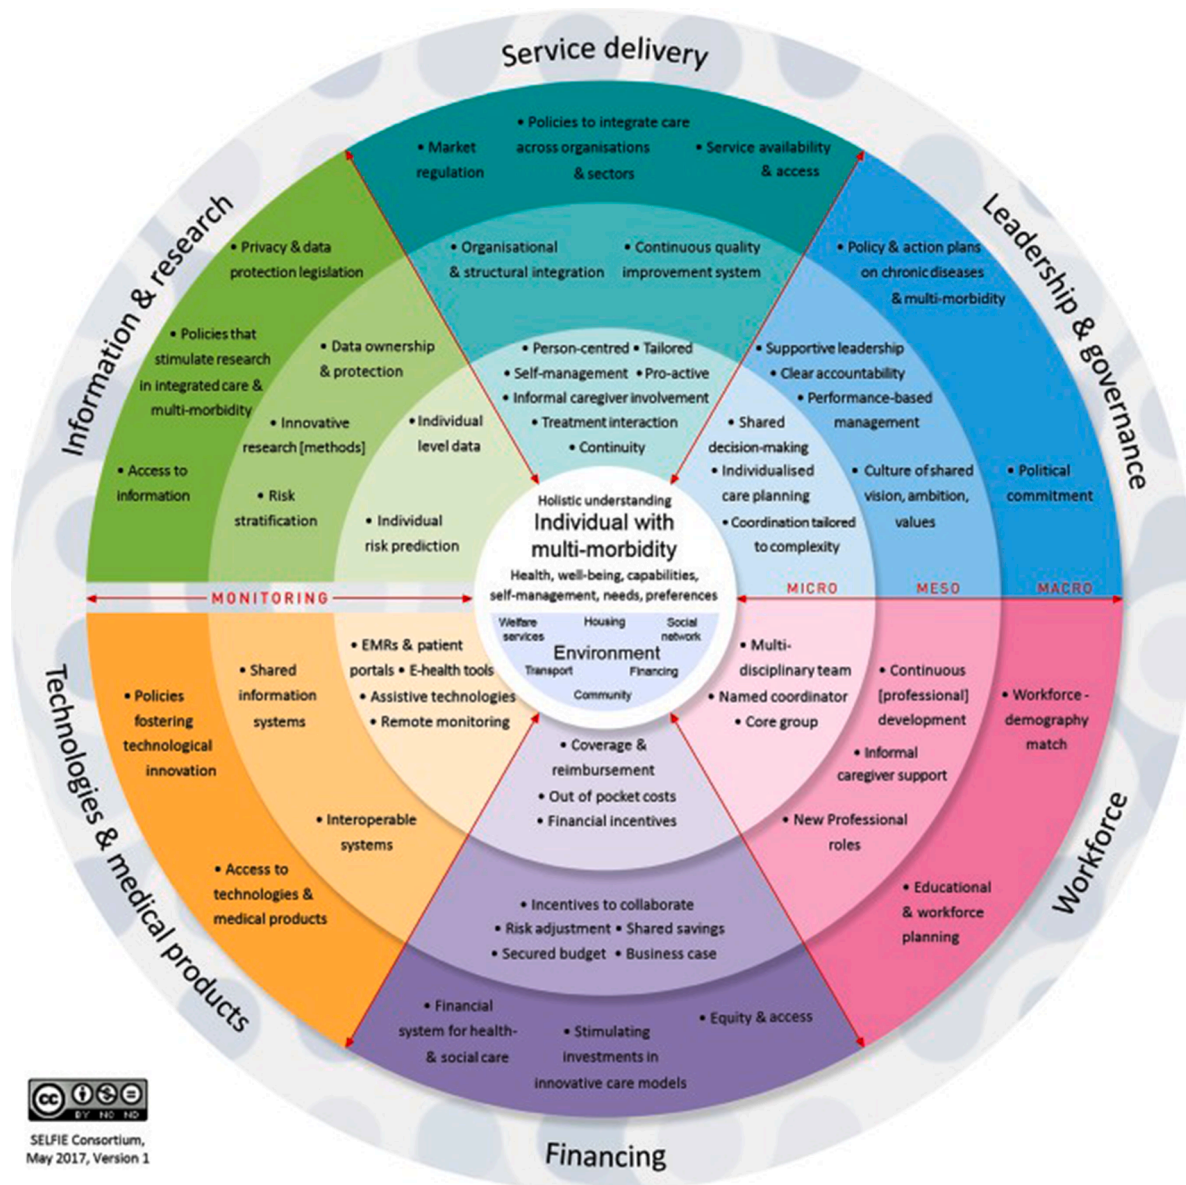 Service delivery
• Policies to integrate care
across organisations
& sectors
• Market
regulation
• Service availability
& access
• Organisational
& structural integration
• Continuous quality
improvement system
• Person-centred • Tailored
• Self-management • Pro-active
• Informal caregiver involvement
• Treatment interaction
• Continuity
Leadership & governance
• Policy & action plans
on chronic diseases
& multi-morbidity
• Political
commitment
• Supportive leadership
• Clear accountability
• Performance-based
management
• Culture of shared
vision, ambition,
values
• Shared
decision-making
• Individualised
care planning
• Coordination tailored
to complexity
Information & research
• Privacy & data
protection legislation
• Policies that
stimulate research
in integrated care &
multi-morbidity
• Access to
information
• Data ownership
& protection
• Innovative
research [methods]
• Risk
stratification
• Individual
level data
• Individual
risk prediction
Holistic understanding
Individual with
multi-morbidity
Health, well-being, capabilities,
self-management, needs, preferences
Welfare
services
Housing
Social
network
Environment
Transport
Financing
Community
MONITORING
MICRO
MESO
MACRO
Technologies & medical products
• EMRs & patient
portals • E-health tools
• Assistive technologies
• Remote monitoring
• Shared
information
systems
• Interoperable
systems
• Policies
fostering
technological
innovation
• Access to
technologies &
medical products
Workforce
• Multi-
disciplinary team
• Named coordinator
• Core group
• Continuous
[professional]
development
• Informal
caregiver support
• New Professional
roles
• Workforce -
demography
match
• Educational
& workforce
planning
• Coverage &
reimbursement
• Out of pocket costs
• Financial incentives
• Incentives to collaborate
• Risk adjustment • Shared savings
• Secured budget • Business case
• Financial
system for health-
& social care
• Stimulating
investments in
innovative care models
• Equity & access
Financing
cc
BY NC ND
SELFIE Consortium,
May 2017, Version 1